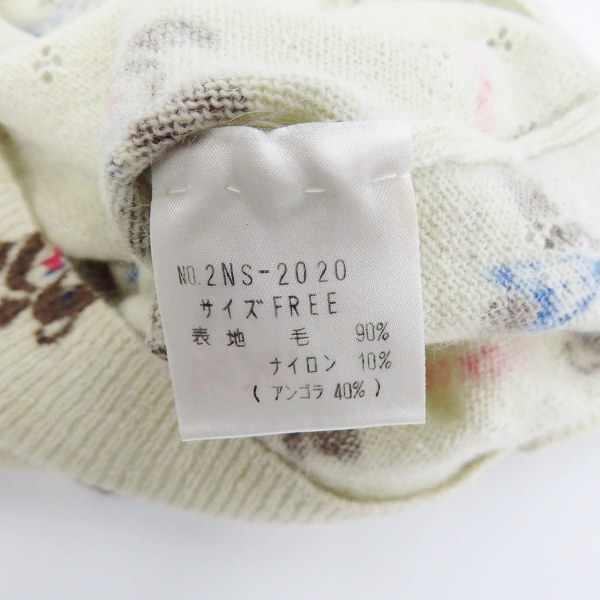 NO.2NS-2020
サイズFREE
表地 毛 90%
ナイロン 10%
(アンゴラ 40%)